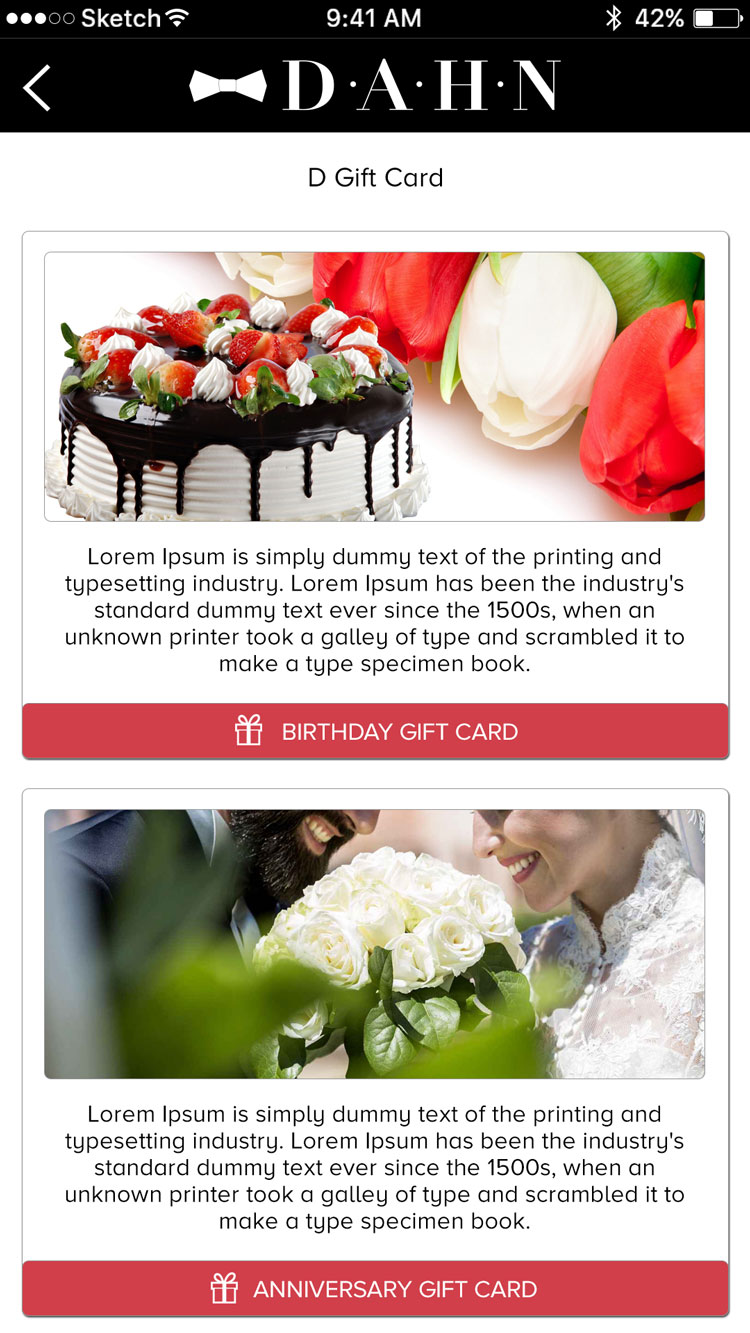 Sketch 9:41 AM 42%
D·A·H·N
D Gift Card
Lorem Ipsum is simply dummy text of the printing and
typesetting industry. Lorem Ipsum has been the industry's
standard dummy text ever since the 1500s, when an
unknown printer took a galley of type and scrambled it to
make a type specimen book.
BIRTHDAY GIFT CARD
Lorem Ipsum is simply dummy text of the printing and
typesetting industry. Lorem Ipsum has been the industry's
standard dummy text ever since the 1500s, when an
unknown printer took a galley of type and scrambled it to
make a type specimen book.
ANNIVERSARY GIFT CARD